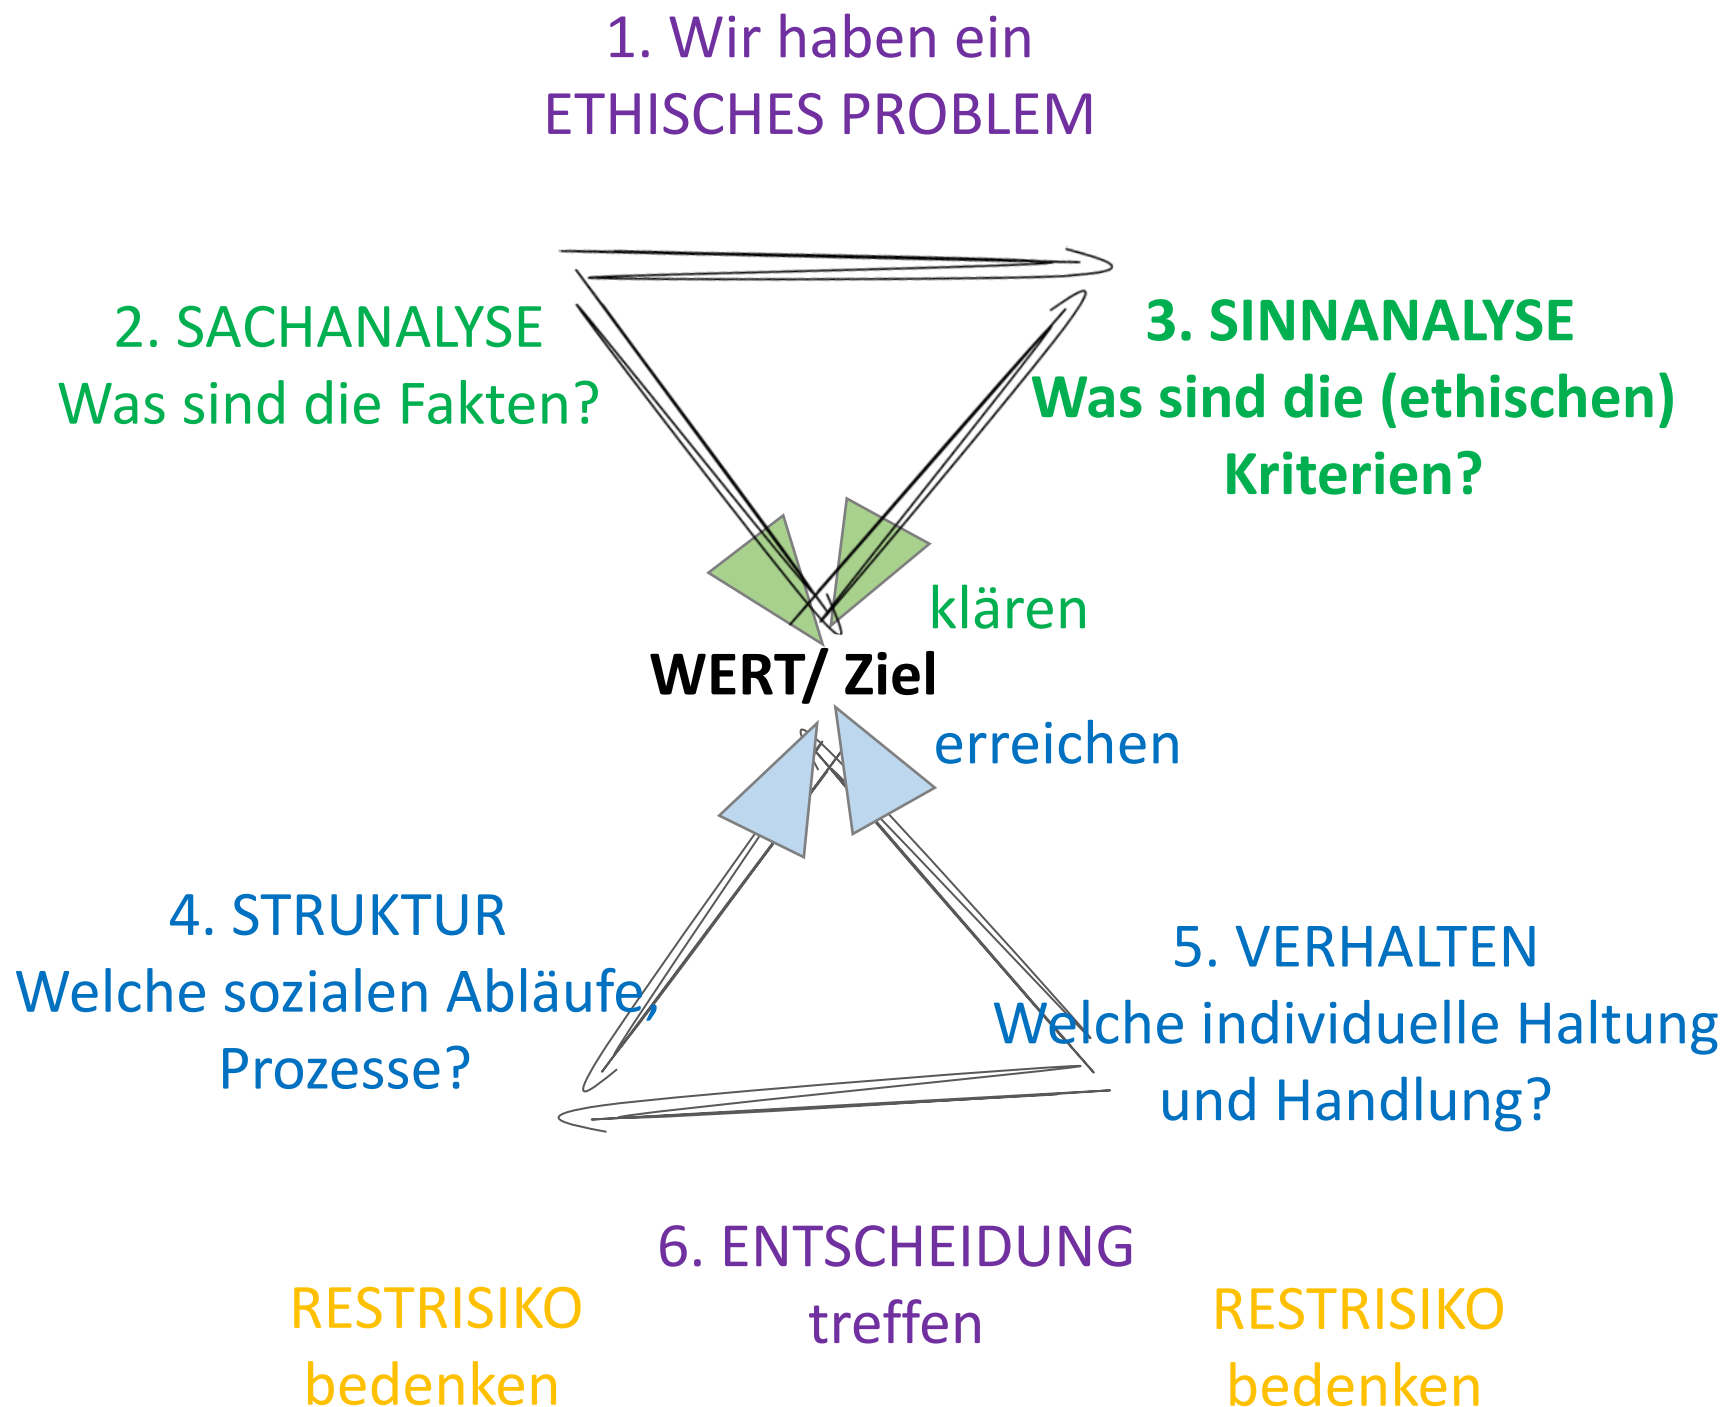 1. Wir haben ein
ETHISCHES PROBLEM
2. SACHANALYSE
Was sind die Fakten?
3. SINNANALYSE
Was sind die (ethischen)
Kriterien?
klären
WERT/ Ziel
erreichen
4. STRUKTUR
Welche sozialen Abläufe,
Prozesse?
5. VERHALTEN
Welche individuelle Haltung
und Handlung?
6. ENTSCHEIDUNG
treffen
RESTRISIKO
bedenken
RESTRISIKO
bedenken